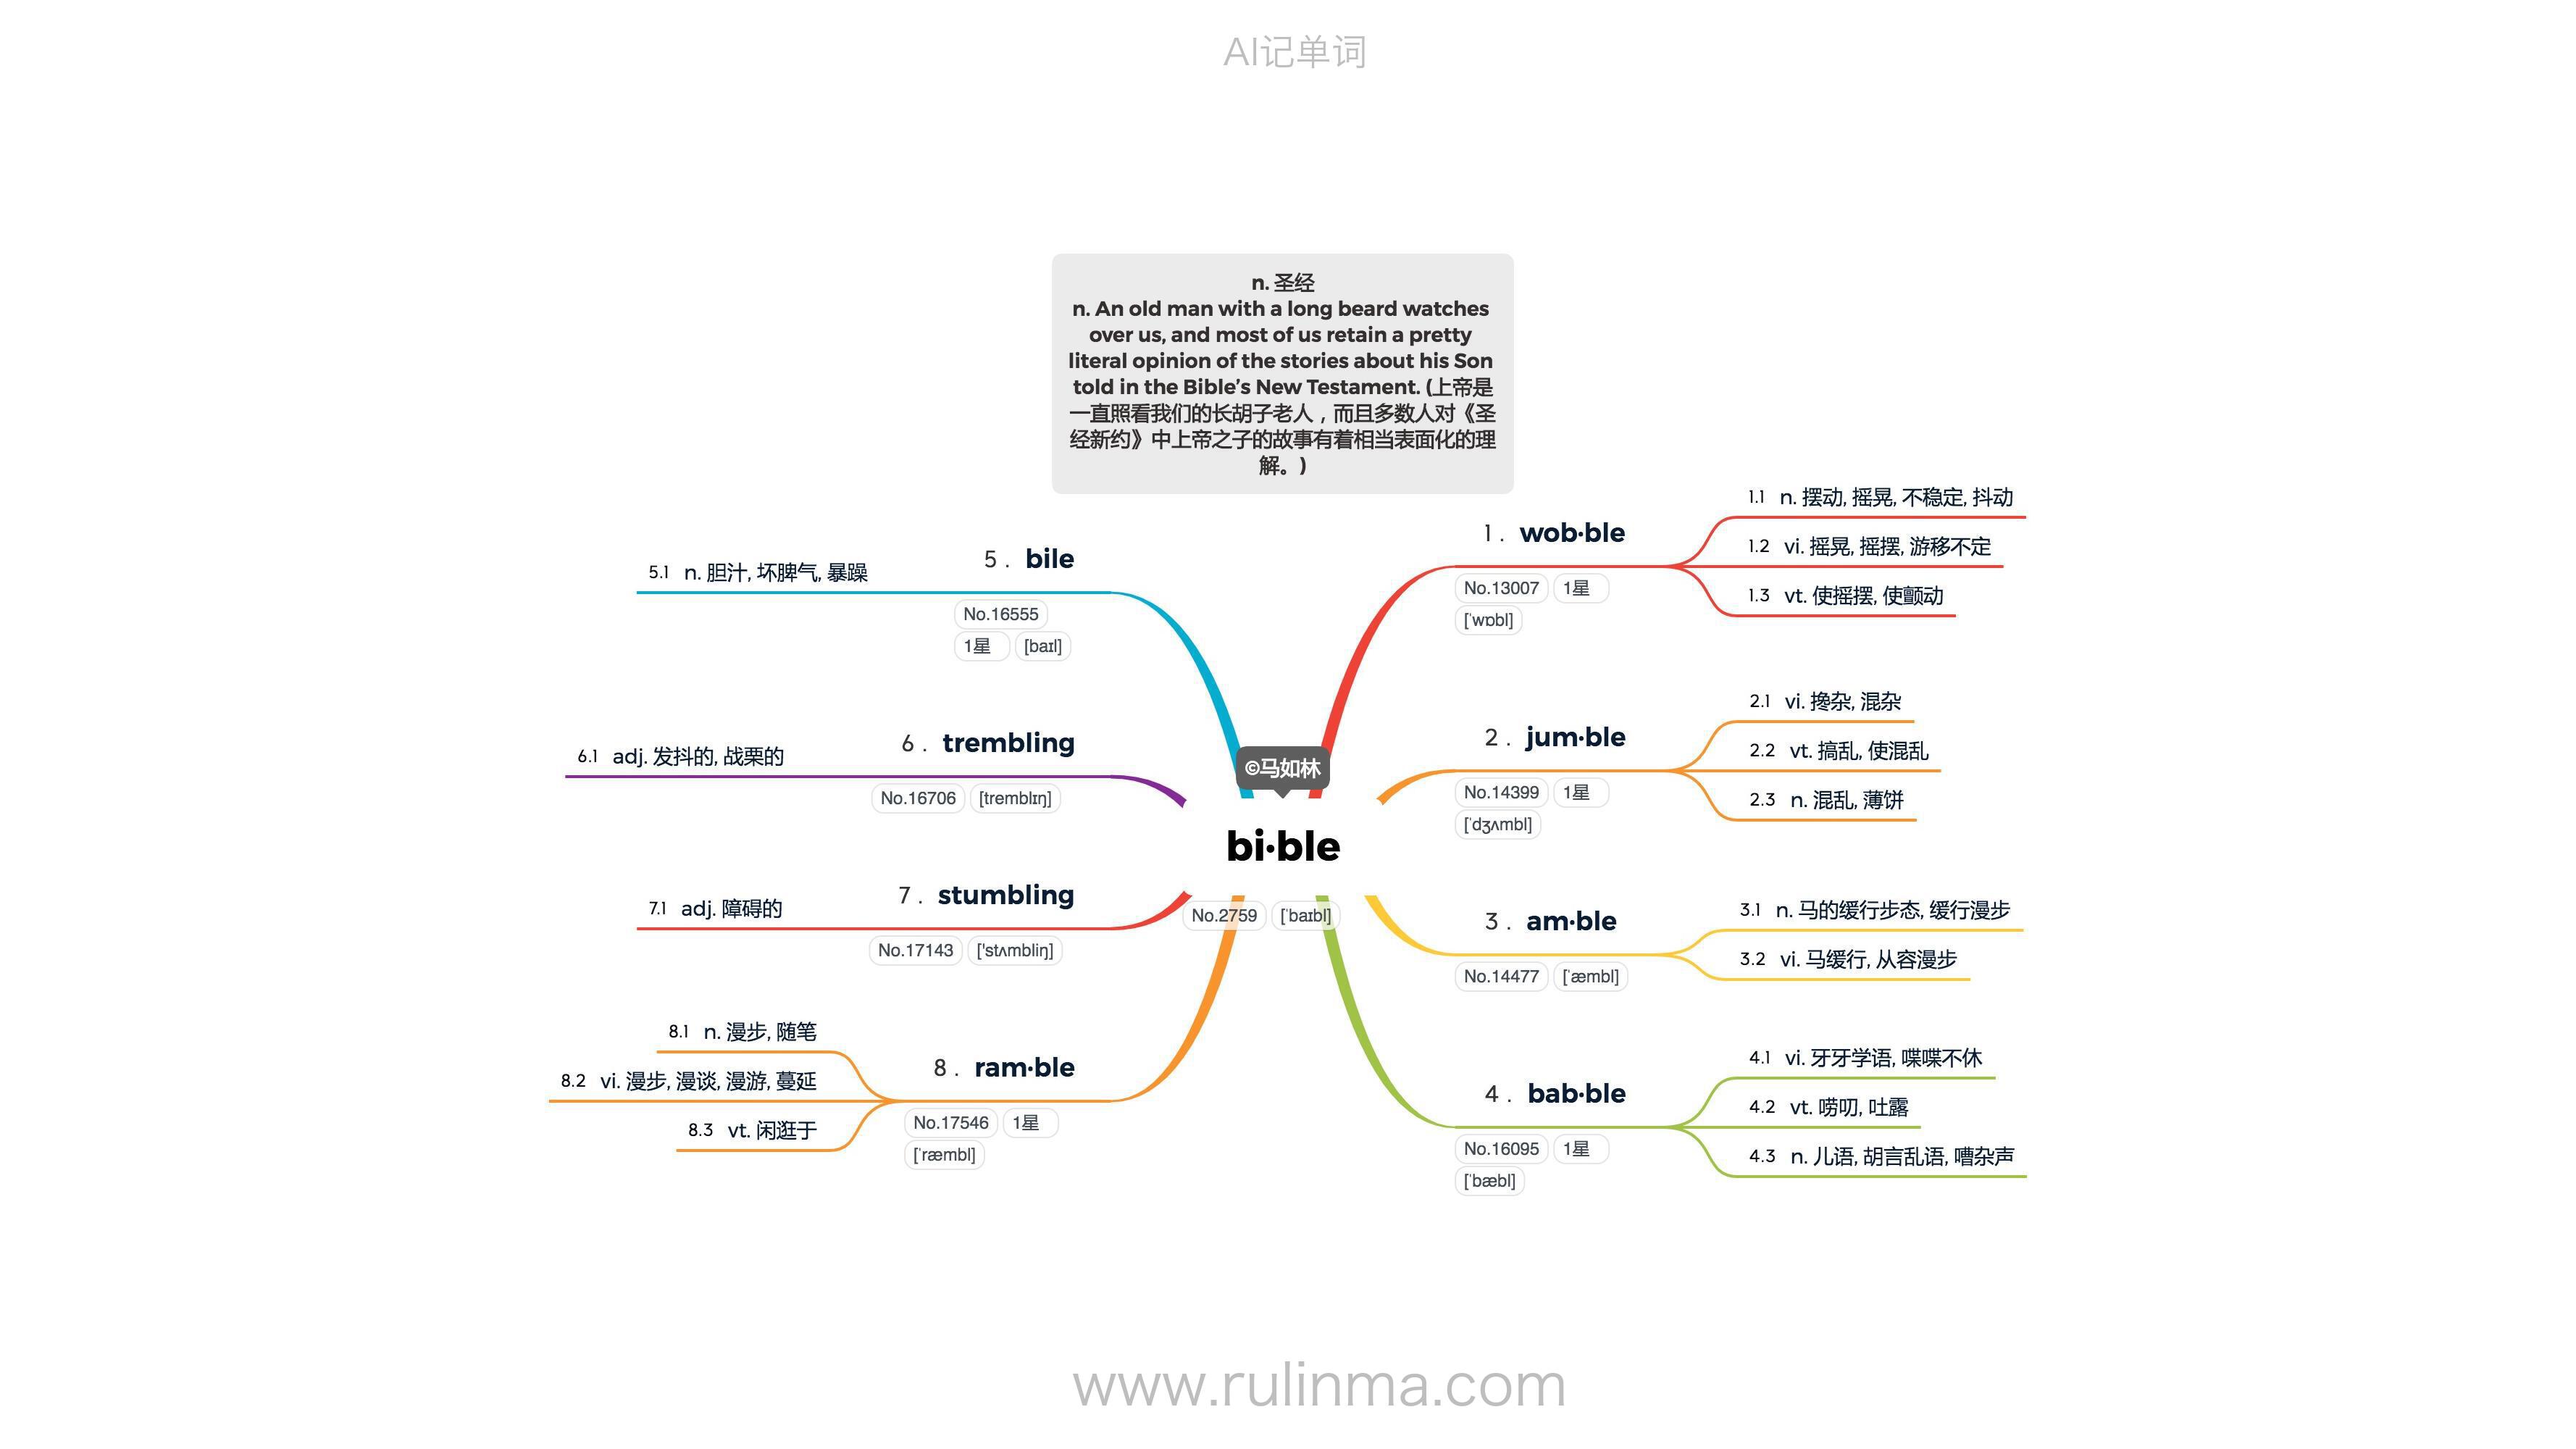 AI记单词
n. 圣经
n. An old man with a long beard watches
over us, and most of us retain a pretty
literal opinion of the stories about his Son
told in the Bible’s New Testament. (上帝是
一直照看我们的长胡子老人，而且多数人对《圣
经新约》中上帝之子的故事有着相当表面化的理
解。)
©马如林
bi·ble
No.2759 [ˈbaɪbl]
1. wob·ble
No.13007 1星
[ˈwɒbl]
1.1 n. 摆动, 摇晃, 不稳定, 抖动
1.2 vi. 摇晃, 摇摆, 游移不定
1.3 vt. 使摇摆, 使颤动
2. jum·ble
No.14399 1星
[ˈdʒʌmbl]
2.1 vi. 搀杂, 混杂
2.2 vt. 搞乱, 使混乱
2.3 n. 混乱, 薄饼
3. am·ble
No.14477 [ˈæmbl]
3.1 n. 马的缓行步态, 缓行漫步
3.2 vi. 马缓行, 从容漫步
4. bab·ble
No.16095 1星
[ˈbæbl]
4.1 vi. 牙牙学语, 喋喋不休
4.2 vt. 唠叨, 吐露
4.3 n. 儿语, 胡言乱语, 嘈杂声
5. bile
No.16555
1星 [baɪl]
5.1 n. 胆汁, 坏脾气, 暴躁
6. trembling
No.16706 [tremblɪŋ]
6.1 adj. 发抖的, 战栗的
7. stumbling
No.17143 ['stʌmbliŋ]
7.1 adj. 障碍的
8. ram·ble
No.17546 1星
[ˈræmbl]
8.1 n. 漫步, 随笔
8.2 vi. 漫步, 漫谈, 漫游, 蔓延
8.3 vt. 闲逛于
www.rulinma.com